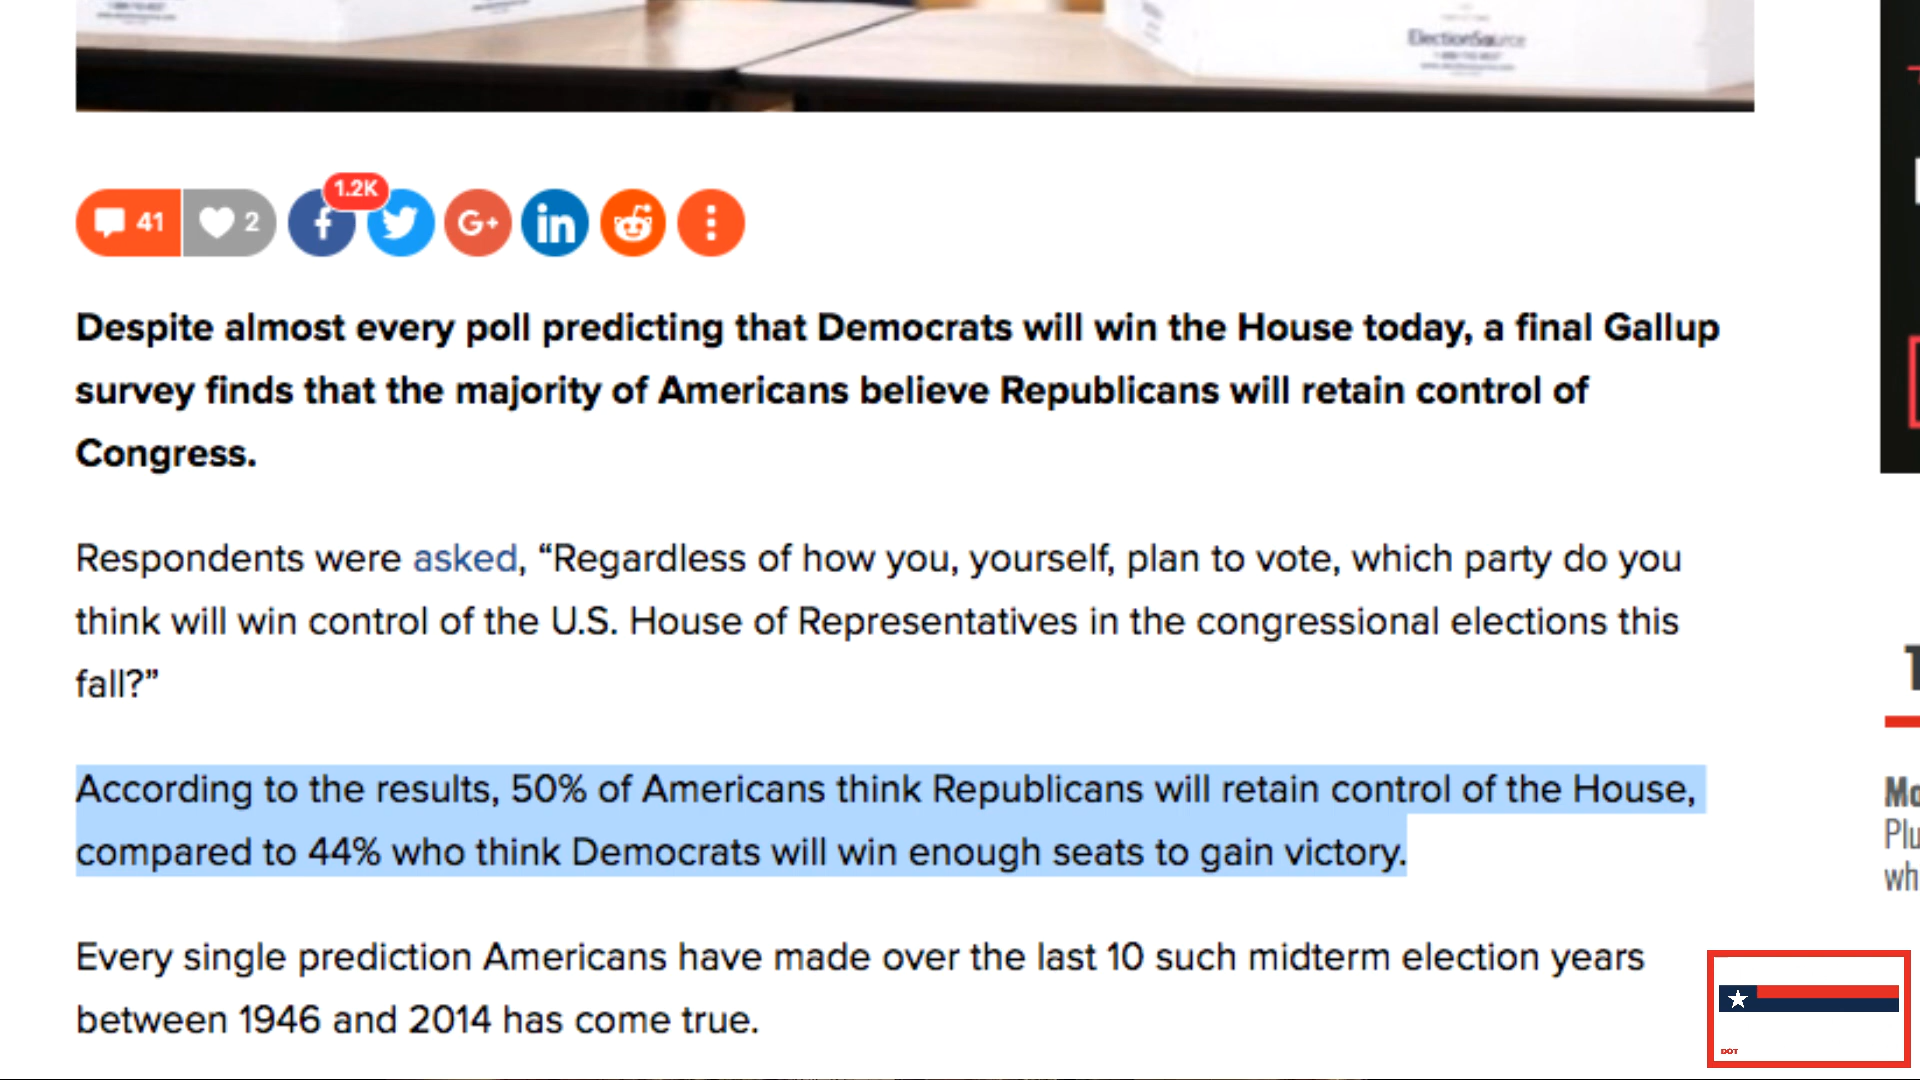 ElectionSource
41
2
1.2K
G+
in
Despite almost every poll predicting that Democrats will win the House today, a final Gallup
survey finds that the majority of Americans believe Republicans will retain control of
Congress.
Respondents were asked, “Regardless of how you, yourself, plan to vote, which party do you
think will win control of the U.S. House of Representatives in the congressional elections this
fall?”
According to the results, 50% of Americans think Republicans will retain control of the House,
compared to 44% who think Democrats will win enough seats to gain victory.
Every single prediction Americans have made over the last 10 such midterm election years
between 1946 and 2014 has come true.
Plu
wh
DOT